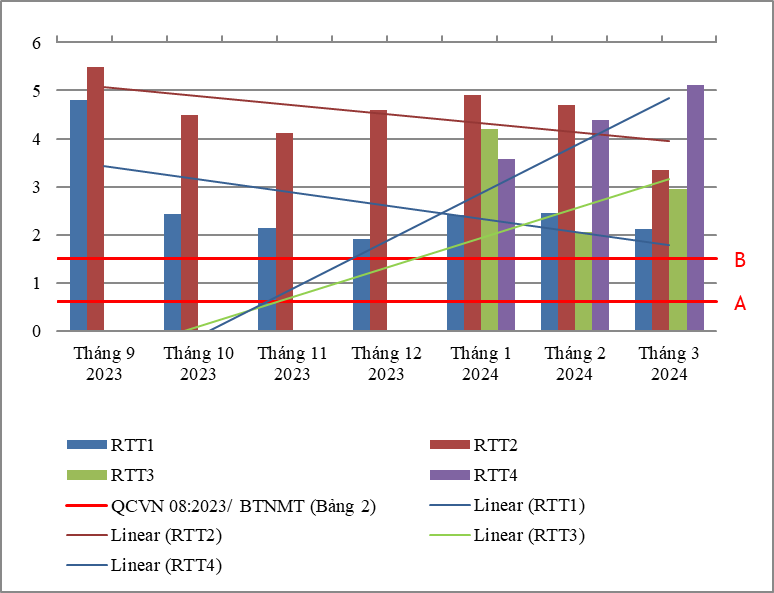 6
5
4
3
2
1
0
B
A
Tháng 9
2023
Tháng 10
2023
Tháng 11
2023
Tháng 12
2023
Tháng 1
2024
Tháng 2
2024
Tháng 3
2024
RTT1
RTT2
RTT3
RTT4
QCVN 08:2023/ BTNMT (Bảng 2)
Linear (RTT1)
Linear (RTT2)
Linear (RTT3)
Linear (RTT4)